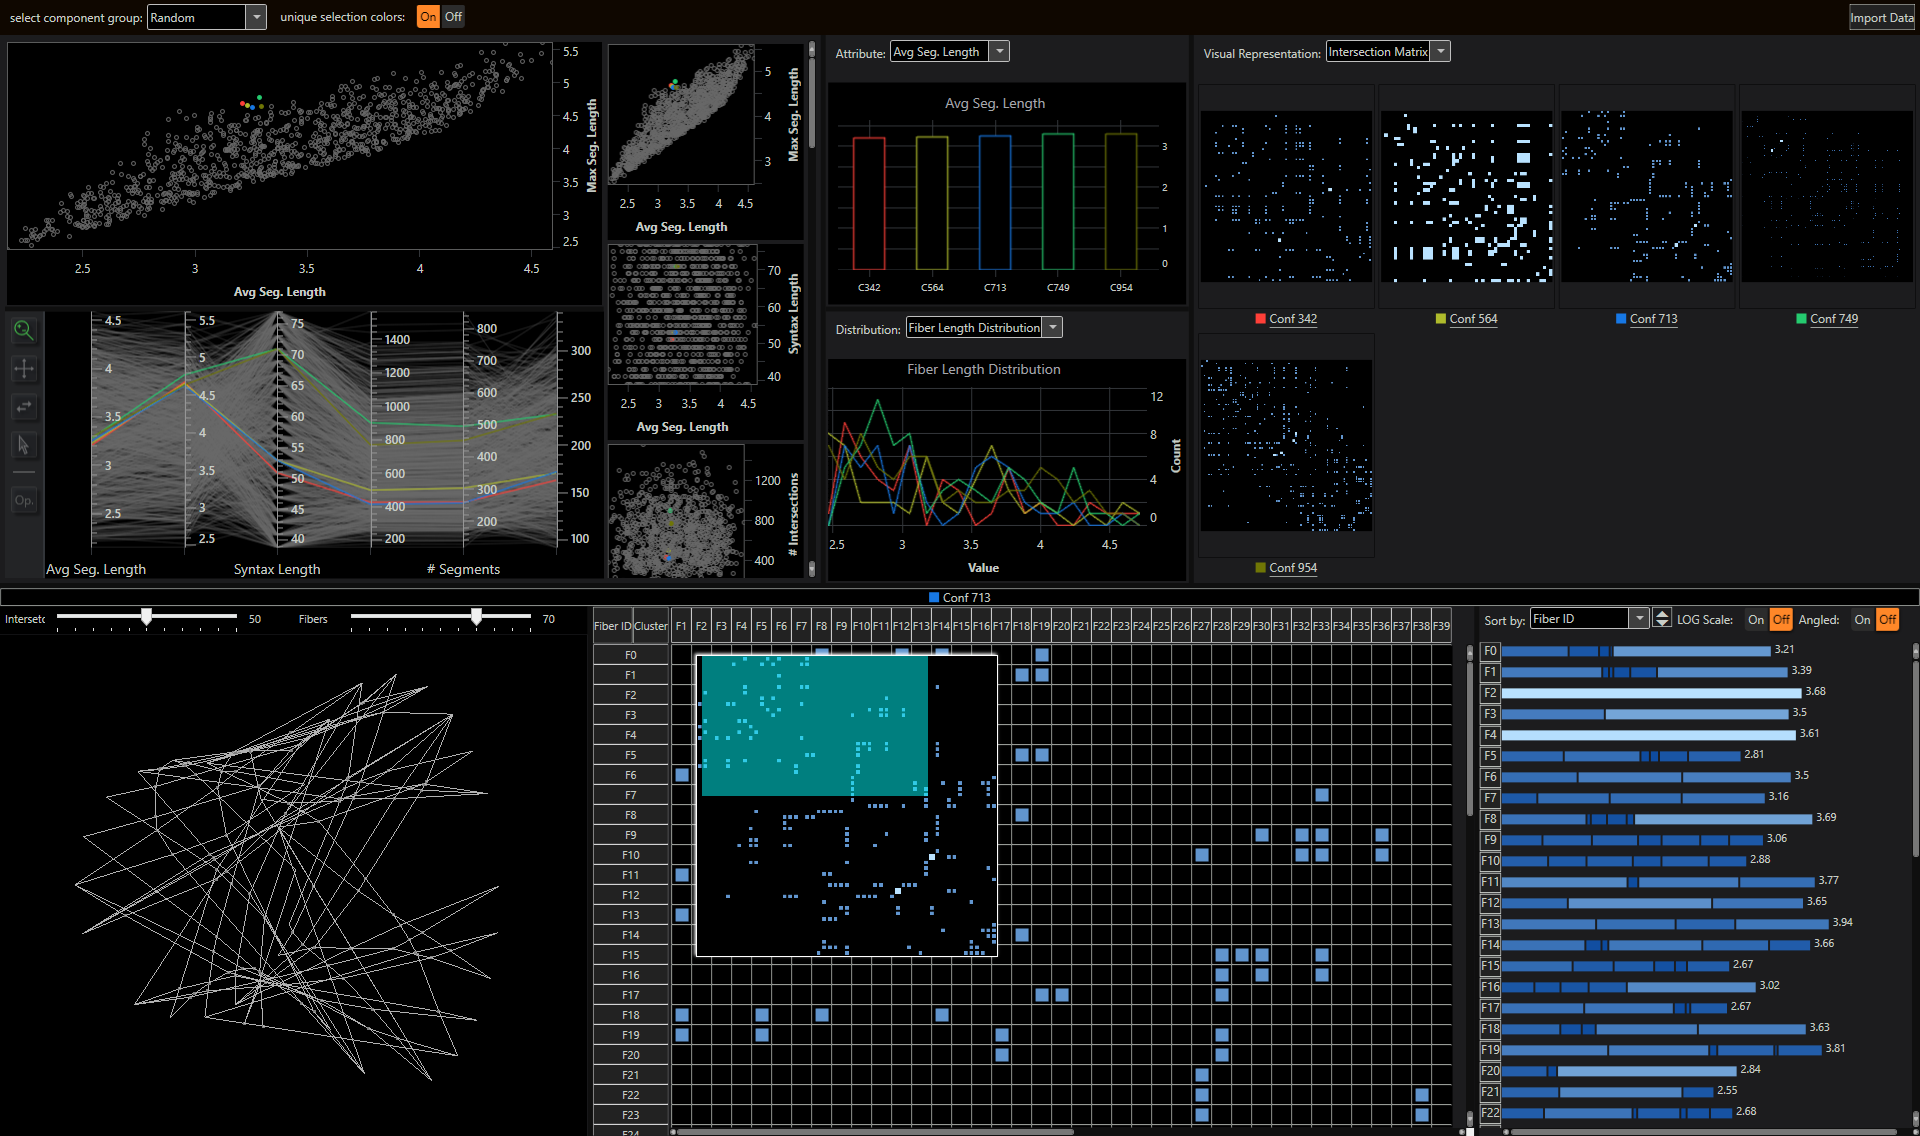 select component group: Random unique selection colors: On Off Import Data
5.5
5
4.5
4
3.5
3
2.5
Max Seg. Length
2.5 3 3.5 4 4.5
Avg Seg. Length
5
4
3
Max Seg. Length
2.5 3 3.5 4 4.5
Avg Seg. Length
70
60
50
40
Syntax Length
2.5 3 3.5 4 4.5
Avg Seg. Length
1200
800
400
# Intersections
Op.
4.5
4
3.5
3
2.5
5.5
5
4.5
4
3.5
3
2.5
75
70
65
60
55
50
45
40
1400
1200
1000
800
600
400
200
800
700
600
500
400
300
200
300
250
200
150
100
Avg Seg. Length Syntax Length # Segments
Attribute: Avg Seg. Length
Avg Seg. Length
3
2
1
0
C342 C564 C713 C749 C954
Distribution: Fiber Length Distribution
Fiber Length Distribution
12
8
4
0
Count
2.5 3 3.5 4 4.5
Value
Visual Representation: Intersection Matrix
Conf 342 Conf 564 Conf 713 Conf 749
Conf 954
Conf 713
Intersetc 50 Fibers 70
Fiber ID Cluster F1 F2 F3 F4 F5 F6 F7 F8 F9 F10 F11 F12 F13 F14 F15 F16 F17 F18 F19 F20 F21 F22 F23 F24 F25 F26 F27 F28 F29 F30 F31 F32 F33 F34 F35 F36 F37 F38 F39
F0
F1
F2
F3
F4
F5
F6
F7
F8
F9
F10
F11
F12
F13
F14
F15
F16
F17
F18
F19
F20
F21
F22
F23
F24
Sort by: Fiber ID LOG Scale: On Off Angled: On Off
F0 3.21
F1 3.39
F2 3.68
F3 3.5
F4 3.61
F5 2.81
F6 3.5
F7 3.16
F8 3.69
F9 3.06
F10 2.88
F11 3.77
F12 3.65
F13 3.94
F14 3.66
F15 2.67
F16 3.02
F17 2.67
F18 3.63
F19 3.81
F20 2.84
F21 2.55
F22 2.68